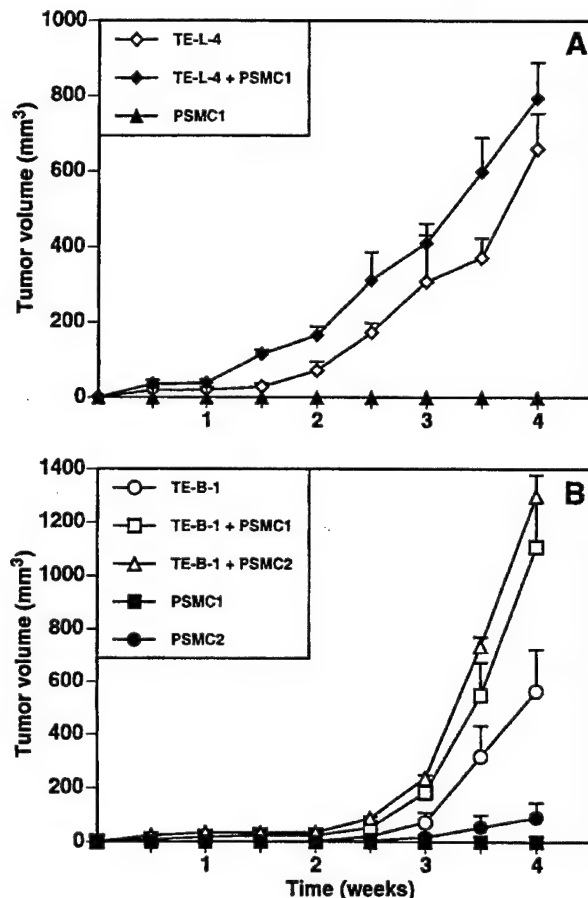 A
TE-L-4
TE-L-4 + PSMC1
PSMC1
Tumor volume (mm³)
1000
800
600
400
200
0
1 2 3 4
B
TE-B-1
TE-B-1 + PSMC1
TE-B-1 + PSMC2
PSMC1
PSMC2
Tumor volume (mm³)
1400
1200
1000
800
600
400
200
0
1 2 3 4
Time (weeks)